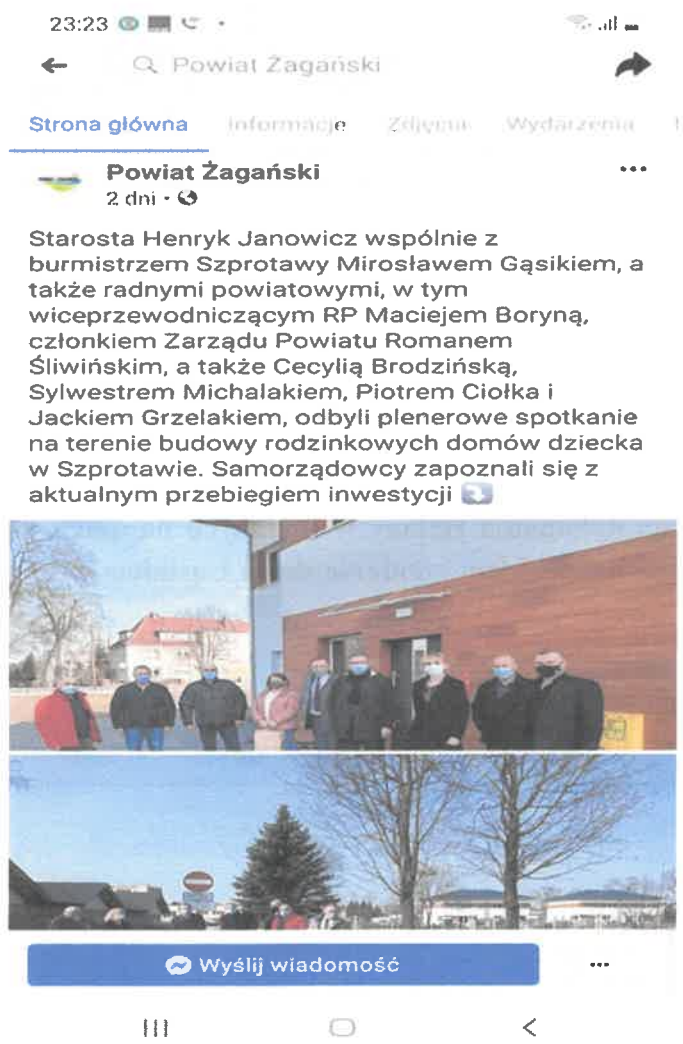 23:23
Powiat Żagański
Strona główna Informacje Zdjęcia Wydarzenia
Powiat Żagański
2 dni ·
Starosta Henryk Janowicz wspólnie z
burmistrzem Szprotawy Mirosławem Gąsikiem, a
także radnymi powiatowymi, w tym
wiceprzewodniczącym RP Maciejem Boryną,
członkiem Zarządu Powiatu Romanem
Śliwińskim, a także Cecylią Brodzińską,
Sylwestrem Michalakiem, Piotrem Ciołka i
Jackiem Grzelakiem, odbyli plenerowe spotkanie
na terenie budowy rodzinkowych domów dziecka
w Szprotawie. Samorządowcy zapoznali się z
aktualnym przebiegiem inwestycji
Wyślij wiadomość